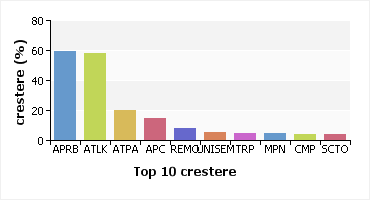 crestere (%)
80
60
40
20
0
APRB ATLK ATPA APC REMO UNISEM TRP MPN CMP SCTO
Top 10 crestere